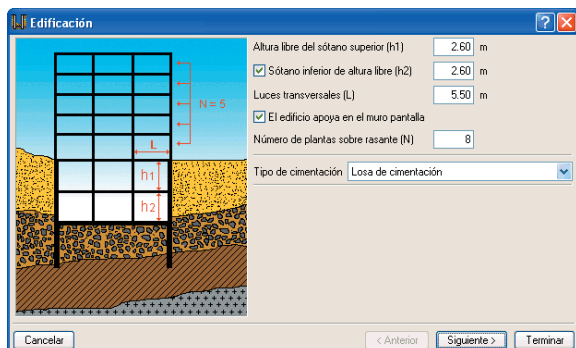 Edificación
Altura libre del sótano superior (h1) 2.60 m
Sótano inferior de altura libre (h2) 2.60 m
Luces transversales (L) 5.50 m
El edificio apoya en el muro pantalla
Número de plantas sobre rasante (N) 8
Tipo de cimentación Losa de cimentación
N = 5
L
h1
h2
Cancelar
< Anterior
Siguiente >
Terminar